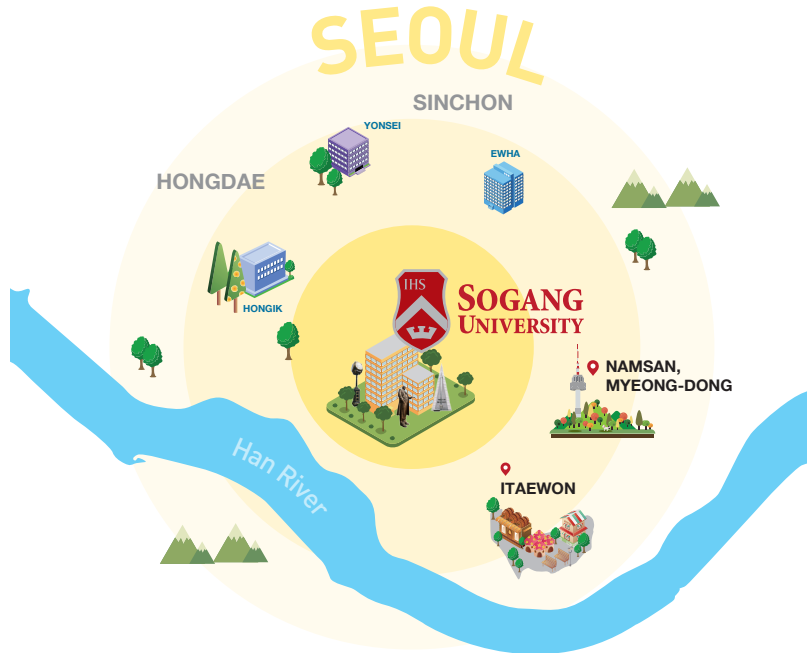 SEOUL
SINCHON
YONSEI
EWHA
HONGDAE
HONGIK
IHS
SOGANG
UNIVERSITY
NAMSAN,
MYEONG-DONG
Han River
ITAEWON